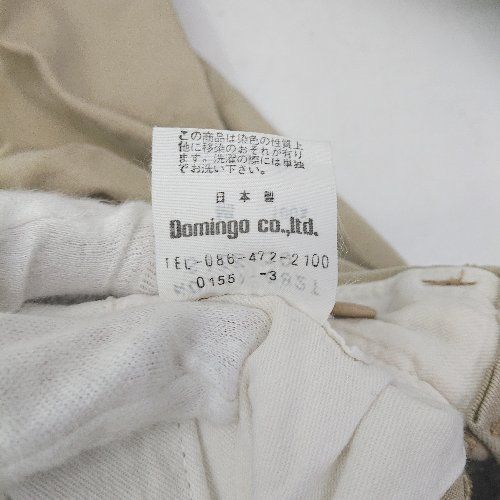 この商品は染色の性質上
他に移染のおそれが有り
ます。洗濯の際には単独
でお洗い下さい。
日本製
Domingo co.,ltd.
TEL-086-472-2100
0155 -3